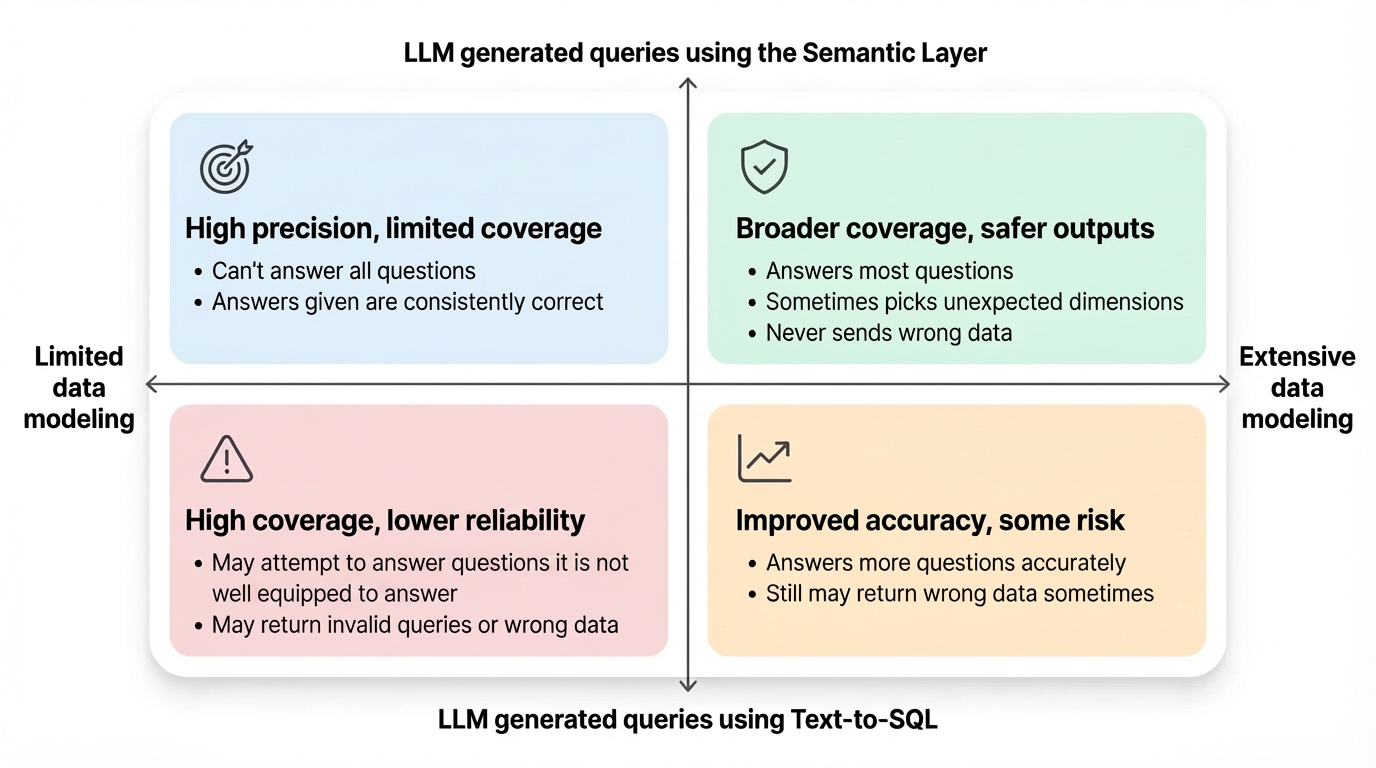 LLM generated queries using the Semantic Layer
High precision, limited coverage
• Can't answer all questions
• Answers given are consistently correct
Broader coverage, safer outputs
• Answers most questions
• Sometimes picks unexpected dimensions
• Never sends wrong data
Limited
data
modeling
Extensive
data
modeling
High coverage, lower reliability
• May attempt to answer questions it is not
well equipped to answer
• May return invalid queries or wrong data
Improved accuracy, some risk
• Answers more questions accurately
• Still may return wrong data sometimes
LLM generated queries using Text-to-SQL